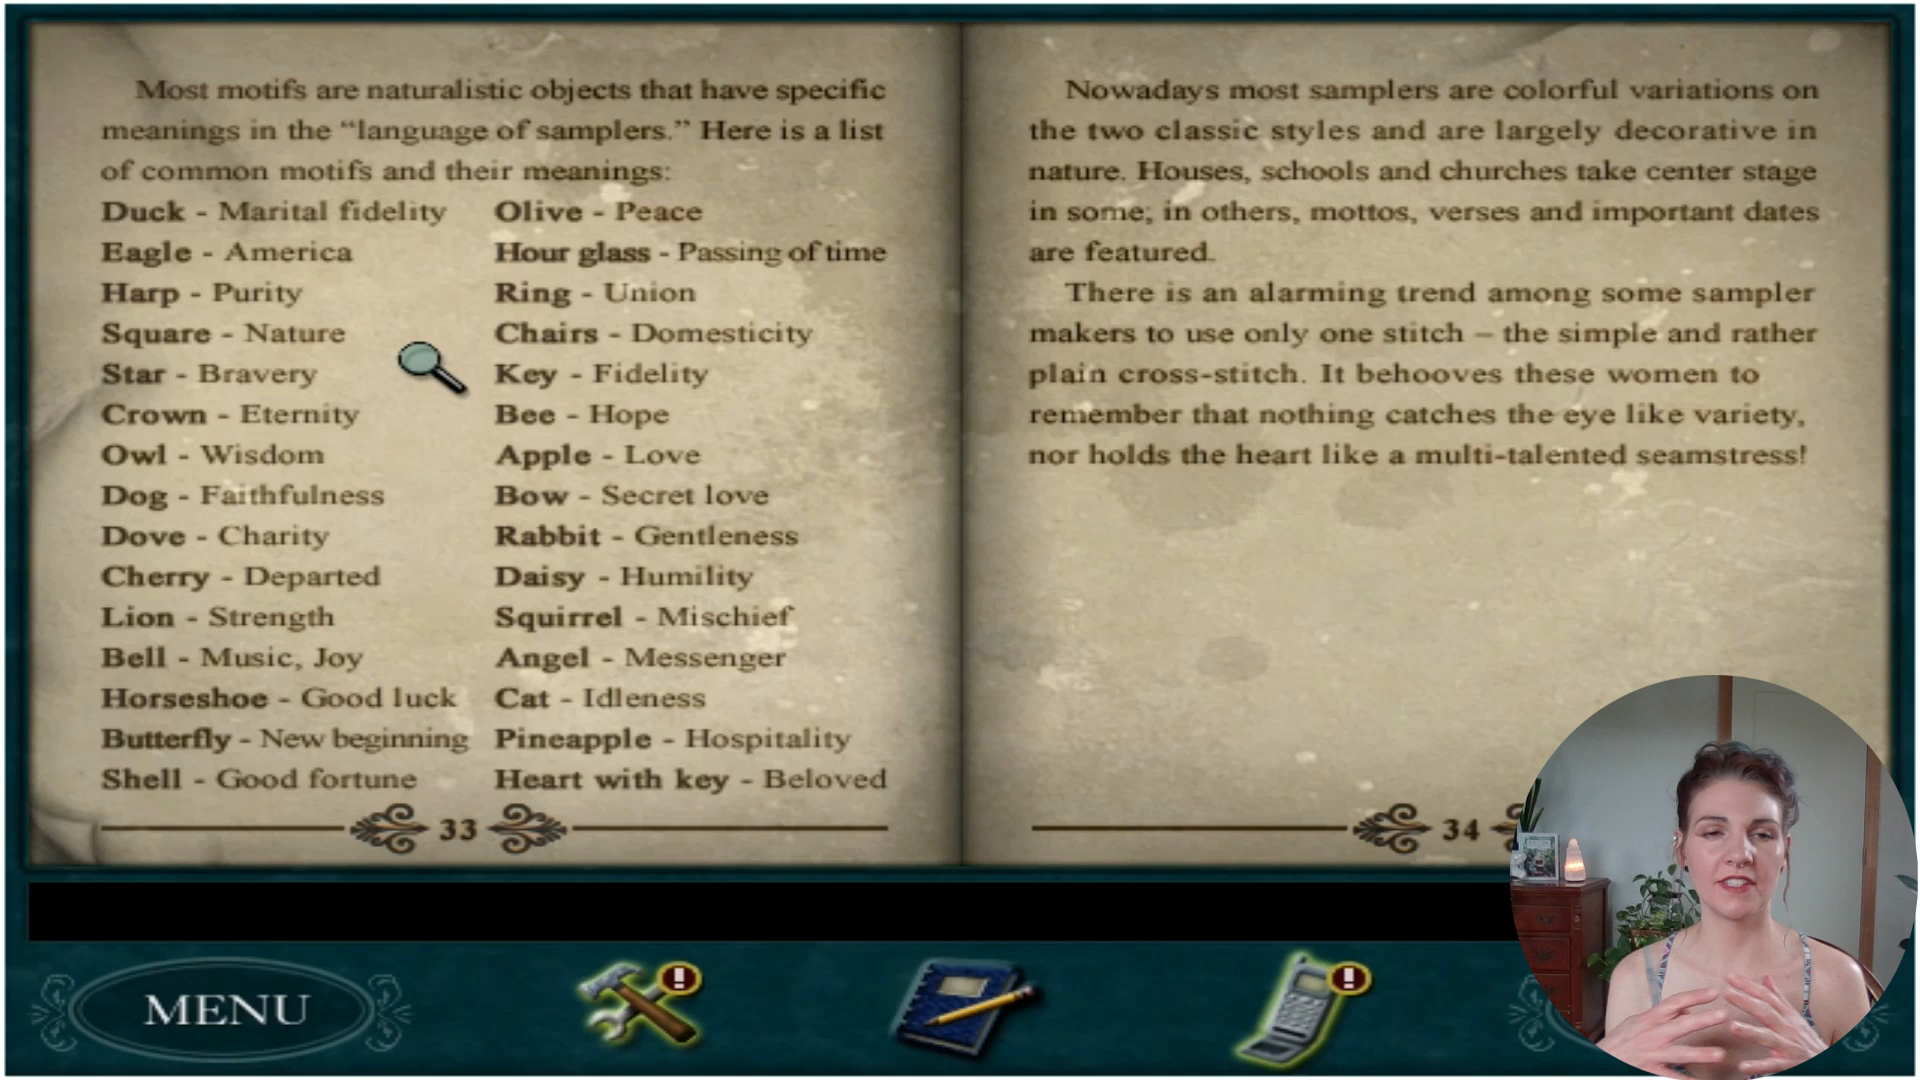 Most motifs are naturalistic objects that have specific
meanings in the “language of samplers.” Here is a list
of common motifs and their meanings:
Duck - Marital fidelity
Eagle - America
Harp - Purity
Square - Nature
Star - Bravery
Crown - Eternity
Owl - Wisdom
Dog - Faithfulness
Dove - Charity
Cherry - Departed
Lion - Strength
Bell - Music, Joy
Horseshoe - Good luck
Butterfly - New beginning
Shell - Good fortune
Olive - Peace
Hour glass - Passing of time
Ring - Union
Chairs - Domesticity
Key - Fidelity
Bee - Hope
Apple - Love
Bow - Secret love
Rabbit - Gentleness
Daisy - Humility
Squirrel - Mischief
Angel - Messenger
Cat - Idleness
Pineapple - Hospitality
Heart with key - Beloved
33
Nowadays most samplers are colorful variations on
the two classic styles and are largely decorative in
nature. Houses, schools and churches take center stage
in some; in others, mottos, verses and important dates
are featured.
There is an alarming trend among some sampler
makers to use only one stitch – the simple and rather
plain cross-stitch. It behooves these women to
remember that nothing catches the eye like variety,
nor holds the heart like a multi-talented seamstress!
34
MENU